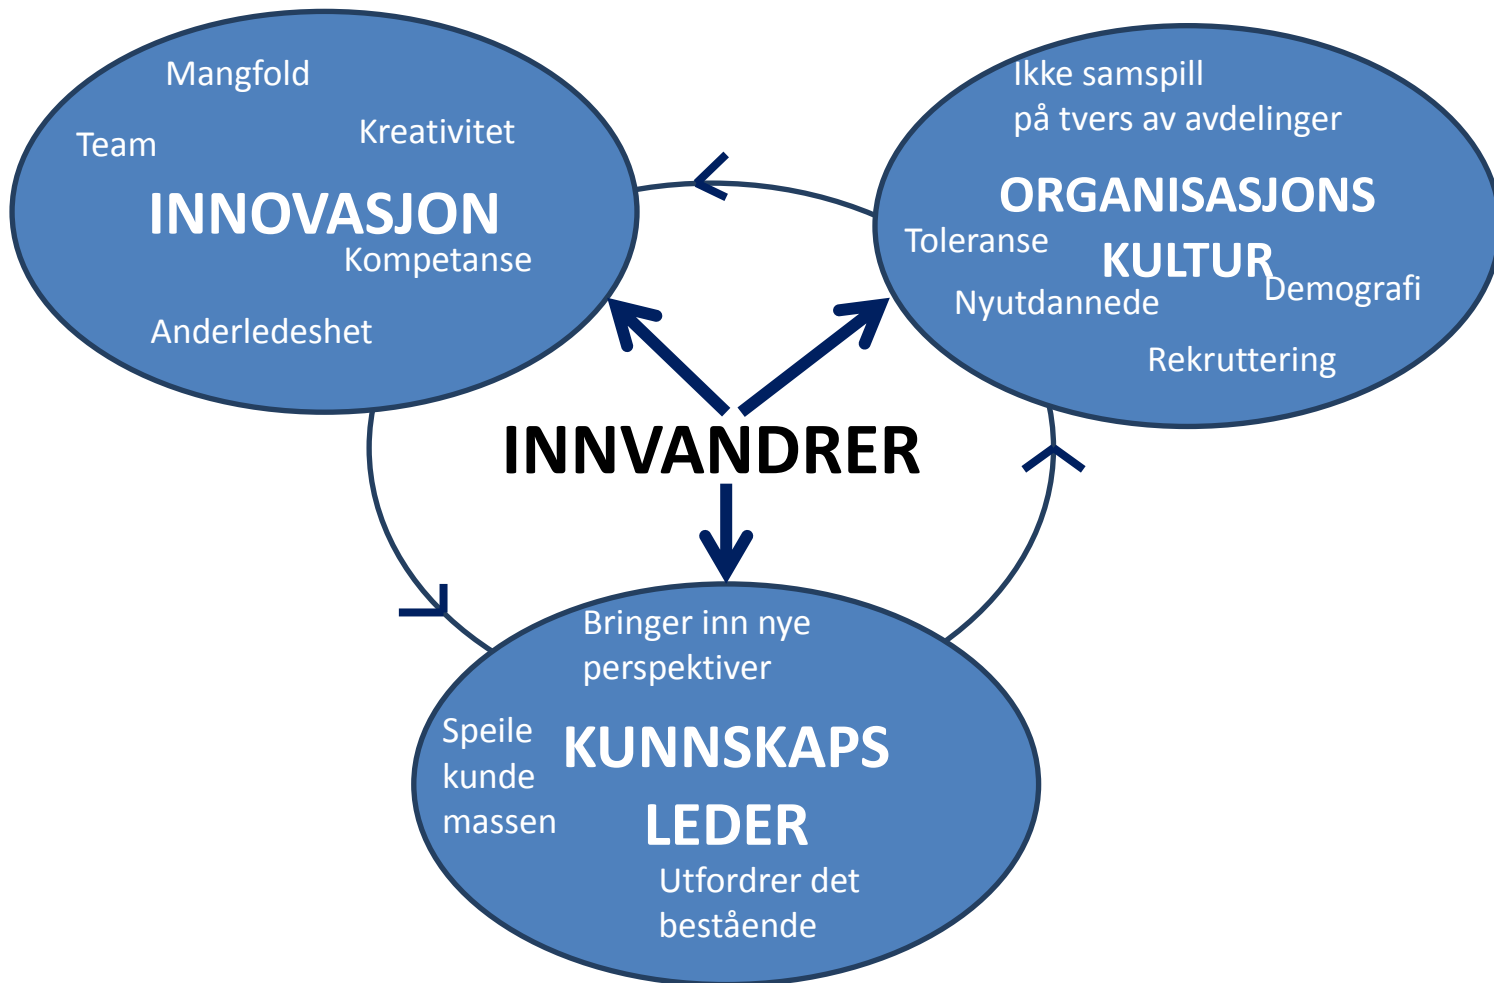 Mangfold
Team
Kreativitet
INNOVASJON
Kompetanse
Anderledeshet
Ikke samspill
på tvers av avdelinger
ORGANISASJONS
KULTUR
Toleranse
Demografi
Nyutdannede
Rekruttering
INNVANDRER
Bringer inn nye
perspektiver
Speile
kunde
massen
KUNNSKAPS
LEDER
Utfordrer det
bestående